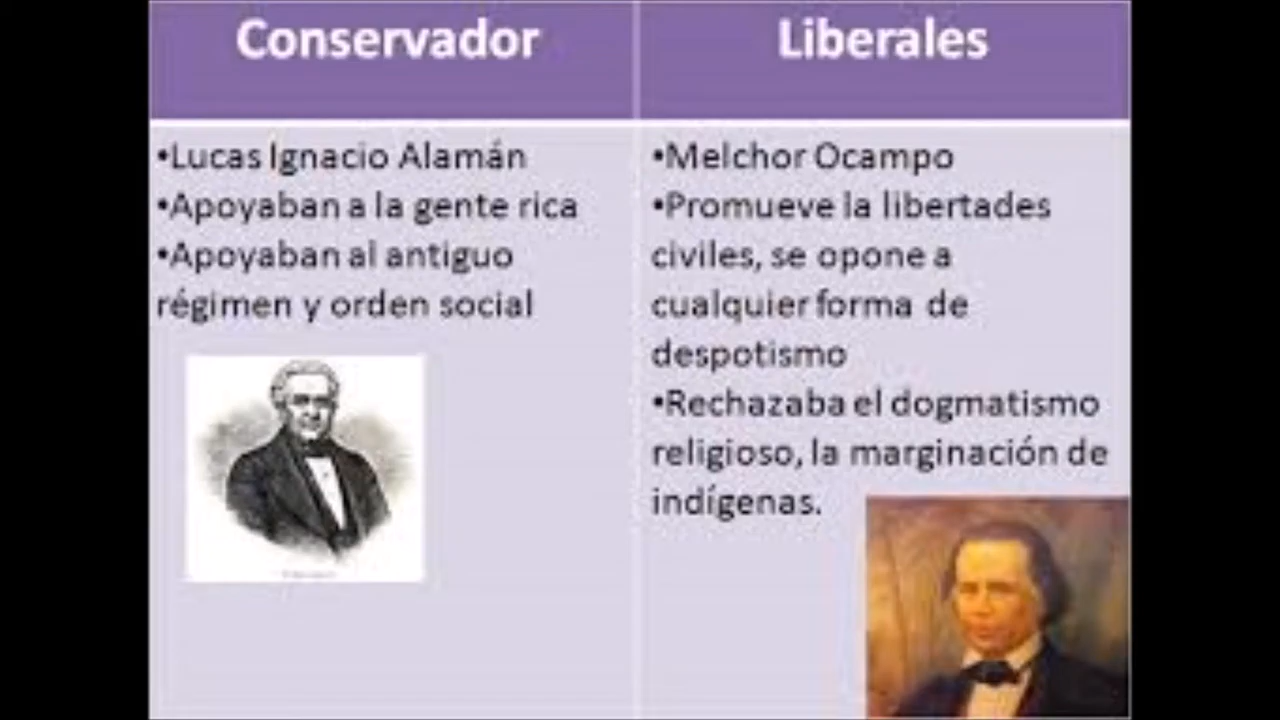 Conservador
Liberales
•Lucas Ignacio Alamán
•Apoyaban a la gente rica
•Apoyaban al antiguo
régimen y orden social
•Melchor Ocampo
•Promueve la libertades
civiles, se opone a
cualquier forma de
despotismo
•Rechazaba el dogmatismo
religioso, la marginación de
indígenas.